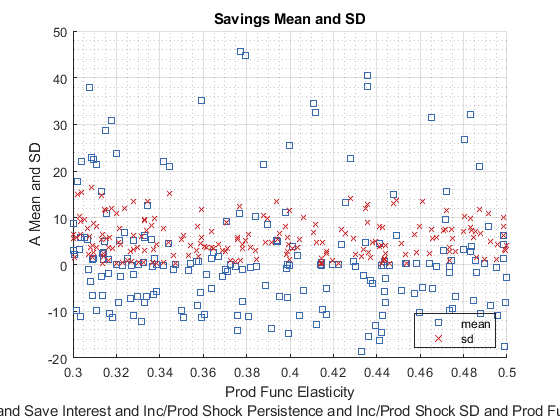 Savings Mean and SD
A Mean and SD
50
40
30
20
10
0
-10
-20
0.3 0.32 0.34 0.36 0.38 0.4 0.42 0.44 0.46 0.48 0.5
mean
sd
Prod Func Elasticity
and Save Interest and Inc/Prod Shock Persistence and Inc/Prod Shock SD and Prod Fu